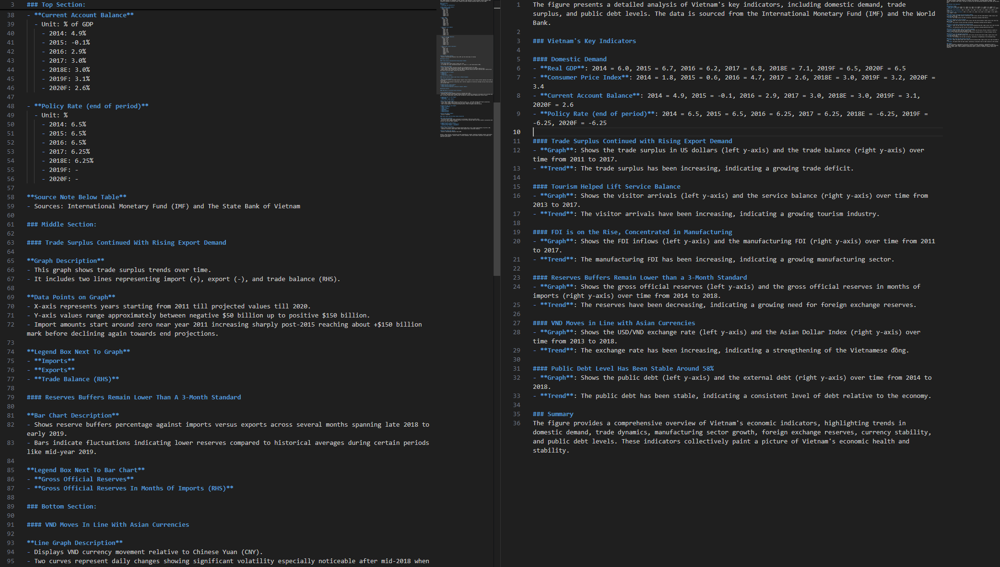 3 ### Top Section:
38 - **Current Account Balance**
39 - Unit: % of GDP
40 - 2014: 4.9%
41 - 2015: -0.1%
42 - 2016: 2.9%
43 - 2017: 3.0%
44 - 2018E: 3.0%
45 - 2019F: 3.1%
46 - 2020F: 2.6%
47
48 - **Policy Rate (end of period)**
49 - Unit: %
50 - 2014: 6.5%
51 - 2015: 6.5%
52 - 2016: 6.5%
53 - 2017: 6.25%
54 - 2018E: 6.25%
55 - 2019F: -
56 - 2020F: -
57
58 **Source Note Below Table**
59 - Sources: International Monetary Fund (IMF) and The State Bank of Vietnam
60
61 ### Middle Section:
62
63 #### Trade Surplus Continued With Rising Export Demand
64
65 **Graph Description**
66 - This graph shows trade surplus trends over time.
67 - It includes two lines representing import (+), export (-), and trade balance (RHS).
68
69 **Data Points on Graph**
70 - X-axis represents years starting from 2011 till projected values till 2020.
71 - Y-axis values range approximately between negative $50 billion up to positive $150 billion.
72 - Import amounts start around zero near year 2011 increasing sharply post-2015 reaching about +$150 billion
mark before declining again towards end projections.
73
74 **Legend Box Next To Graph**
75 - **Imports**
76 - **Exports**
77 - **Trade Balance (RHS)**
78
79 #### Reserves Buffers Remain Lower Than A 3-Month Standard
80
81 **Bar Chart Description**
82 - Shows reserve buffers percentage against imports versus exports across several months spanning late 2018 to
early 2019.
83 - Bars indicate fluctuations indicating lower reserves compared to historical averages during certain periods
like mid-year 2019.
84
85 **Legend Box Next To Bar Chart**
86 - **Gross Official Reserves**
87 - **Gross Official Reserves In Months Of Imports (RHS)**
88
89 ### Bottom Section:
90
91 #### VND Moves In Line With Asian Currencies
92
93 **Line Graph Description**
94 - Displays VND currency movement relative to Chinese Yuan (CNY).
95 - Two curves represent daily changes showing significant volatility especially noticeable after mid-2018 when
1 The figure presents a detailed analysis of Vietnam's key indicators, including domestic demand, trade
surplus, and public debt levels. The data is sourced from the International Monetary Fund (IMF) and the World
Bank.
2
3 ### Vietnam's Key Indicators
4
5 #### Domestic Demand
6 - **Real GDP**: 2014 = 6.0, 2015 = 6.7, 2016 = 6.2, 2017 = 6.8, 2018E = 7.1, 2019F = 6.5, 2020F = 6.5
7 - **Consumer Price Index**: 2014 = 1.8, 2015 = 0.6, 2016 = 4.7, 2017 = 2.6, 2018E = 3.0, 2019F = 3.2, 2020F =
3.4
8 - **Current Account Balance**: 2014 = 4.9, 2015 = -0.1, 2016 = 2.9, 2017 = 3.0, 2018E = 3.0, 2019F = 3.1,
2020F = 2.6
9 - **Policy Rate (end of period)**: 2014 = 6.5, 2015 = 6.5, 2016 = 6.25, 2017 = 6.25, 2018E = -6.25, 2019F =
-6.25, 2020F = -6.25
10
11 #### Trade Surplus Continued with Rising Export Demand
12 - **Graph**: Shows the trade surplus in US dollars (left y-axis) and the trade balance (right y-axis) over
time from 2011 to 2017.
13 - **Trend**: The trade surplus has been increasing, indicating a growing trade deficit.
14
15 #### Tourism Helped Lift Service Balance
16 - **Graph**: Shows the visitor arrivals (left y-axis) and the service balance (right y-axis) over time from
2013 to 2017.
17 - **Trend**: The visitor arrivals have been increasing, indicating a growing tourism industry.
18
19 #### FDI is on the Rise, Concentrated in Manufacturing
20 - **Graph**: Shows the FDI inflows (left y-axis) and the manufacturing FDI (right y-axis) over time from 2011
to 2017.
21 - **Trend**: The manufacturing FDI has been increasing, indicating a growing manufacturing sector.
22
23 #### Reserves Buffers Remain Lower than a 3-Month Standard
24 - **Graph**: Shows the gross official reserves (left y-axis) and the gross official reserves in months of
imports (right y-axis) over time from 2014 to 2018.
25 - **Trend**: The reserves have been decreasing, indicating a growing need for foreign exchange reserves.
26
27 #### VND Moves in Line with Asian Currencies
28 - **Graph**: Shows the USD/VND exchange rate (left y-axis) and the Asian Dollar Index (right y-axis) over
time from 2013 to 2018.
29 - **Trend**: The exchange rate has been increasing, indicating a strengthening of the Vietnamese đồng.
30
31 #### Public Debt Level Has Been Stable Around 58%
32 - **Graph**: Shows the public debt (left y-axis) and the external debt (right y-axis) over time from 2014 to
2018.
33 - **Trend**: The public debt has been stable, indicating a consistent level of debt relative to the economy.
34
35 ### Summary
36 The figure provides a comprehensive overview of Vietnam's economic indicators, highlighting trends in
domestic demand, trade dynamics, manufacturing sector growth, foreign exchange reserves, currency stability,
and public debt levels. These indicators collectively paint a picture of Vietnam's economic health and
stability.